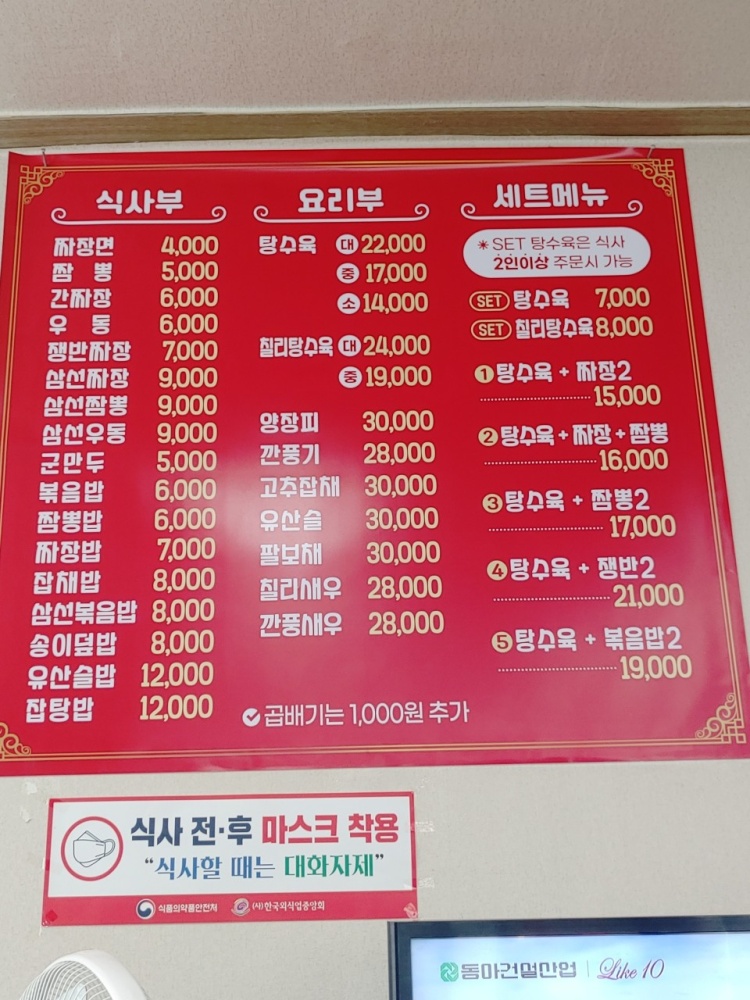 식사부
짜장면 4,000
짬 뽕 5,000
간짜장 6,000
우 동 6,000
쟁반짜장 7,000
삼선짜장 9,000
삼선짬뽕 9,000
삼선우동 9,000
군만두 5,000
볶음밥 6,000
짬뽕밥 6,000
짜장밥 7,000
잡채밥 8,000
삼선볶음밥 8,000
송이덮밥 8,000
유산슬밥 12,000
잡탕밥 12,000
요리부
탕수육 대 22,000
중 17,000
소 14,000
칠리탕수육 대 24,000
중 19,000
양장피 30,000
깐풍기 28,000
고추잡채 30,000
유산슬 30,000
팔보채 30,000
칠리새우 28,000
깐풍새우 28,000
곱배기는 1,000원 추가
세트메뉴
* SET 탕수육은 식사
2인이상 주문시 가능
SET 탕수육 7,000
SET 칠리탕수육 8,000
1 탕수육 + 짜장2
15,000
2 탕수육 + 짜장 + 짬뽕
16,000
3 탕수육 + 짬뽕2
17,000
4 탕수육 + 쟁반2
21,000
5 탕수육 + 볶음밥2
19,000
식사 전·후 마스크 착용
“식사할 때는 대화자제”
식품의약품안전처 (사)한국외식업중앙회
동아건설산업 Like 10